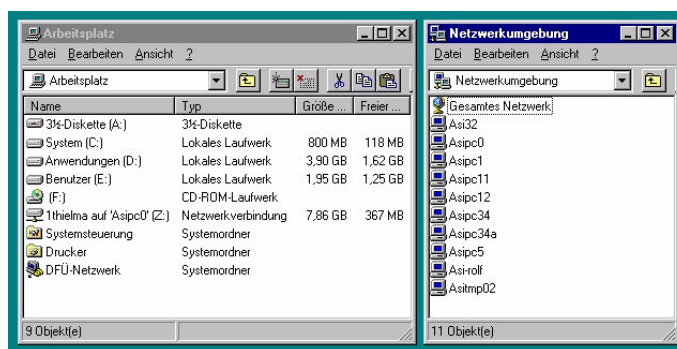 Arbeitsplatz
Datei Bearbeiten Ansicht ?
Arbeitsplatz
Name Typ Größe ... Freier ...
3½-Diskette (A:) 3½-Diskette
System (C:) Lokales Laufwerk 800 MB 118 MB
Anwendungen (D:) Lokales Laufwerk 3,90 GB 1,62 GB
Benutzer (E:) Lokales Laufwerk 1,95 GB 1,25 GB
(F:) CD-ROM-Laufwerk
1thielma auf 'Asipc0' (Z:) Netzwerkverbindung 7,86 GB 367 MB
Systemsteuerung Systemordner
Drucker Systemordner
DFÜ-Netzwerk Systemordner
9 Objekt(e)
Netzwerkumgebung
Datei Bearbeiten Ansicht ?
Netzwerkumgebung
Gesamtes Netzwerk
Asi32
Asipc0
Asipc1
Asipc11
Asipc12
Asipc34
Asipc34a
Asipc5
Asi-rolf
Asitmp02
11 Objekt(e)